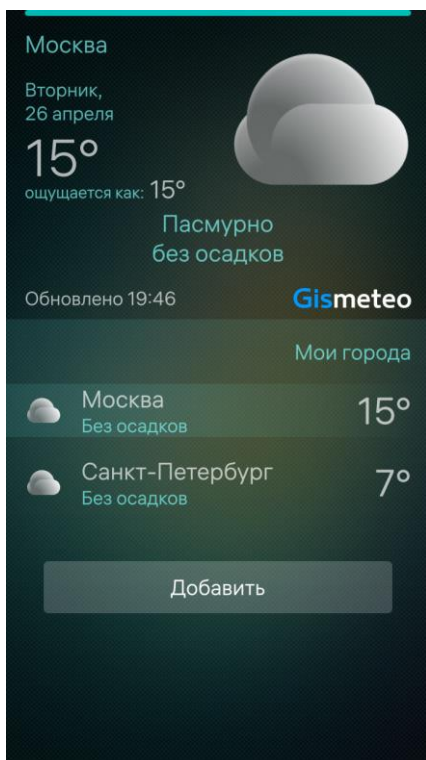 Москва
Вторник,
26 апреля
15°
ощущается как: 15°
Пасмурно
без осадков
Обновлено 19:46
Gismeteo
Мои города
Москва
Без осадков
15°
Санкт-Петербург
Без осадков
7°
Добавить